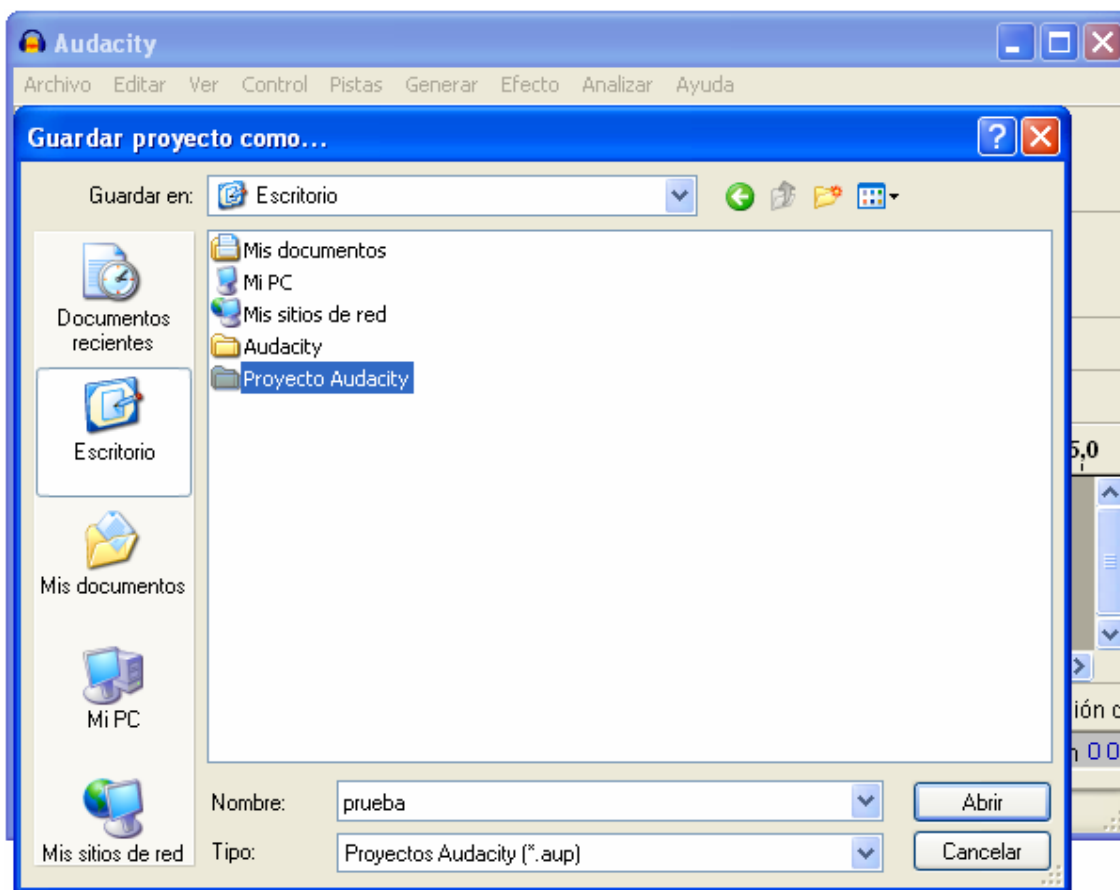 Audacity
Archivo Editar Ver Control Pistas Generar Efecto Analizar Ayuda
Guardar proyecto como...
Guardar en: Escritorio
Mis documentos
Mi PC
Mis sitios de red
Audacity
Proyecto Audacity
Documentos
recientes
Escritorio
Mis documentos
Mi PC
Mis sitios de red
5,0
ión
00
Nombre: prueba
Abrir
Tipo: Proyectos Audacity (*.aup)
Cancelar